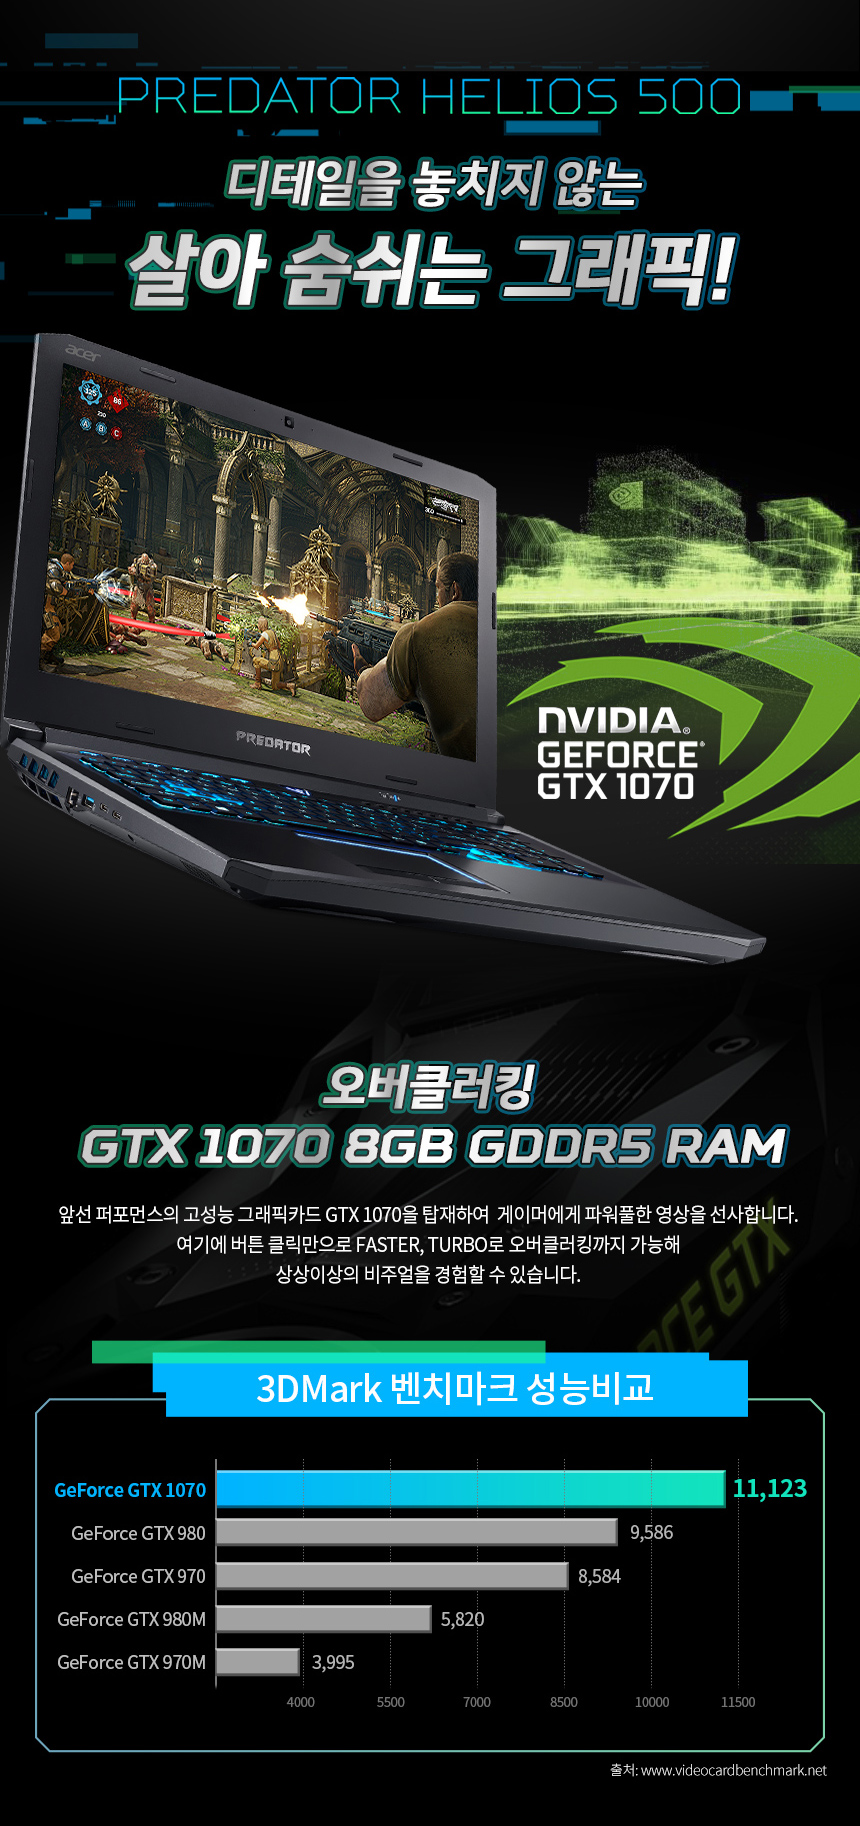 PREDATOR HELIOS 500
디테일을 놓치지 않는
살아 숨쉬는 그래픽!
acer
325
86
A B C
PREDATOR
NVIDIA®
GEFORCE®
GTX 1070
오버클러킹
GTX 1070 8GB GDDR5 RAM
앞선 퍼포먼스의 고성능 그래픽카드 GTX 1070을 탑재하여 게이머에게 파워풀한 영상을 선사합니다.
여기에 버튼 클릭만으로 FASTER, TURBO로 오버클러킹까지 가능해
상상이상의 비주얼을 경험할 수 있습니다.
3DMark 벤치마크 성능비교
GeForce GTX 1070 11,123
GeForce GTX 980 9,586
GeForce GTX 970 8,584
GeForce GTX 980M 5,820
GeForce GTX 970M 3,995
4000 5500 7000 8500 10000 11500
출처: www.videocardbenchmark.net